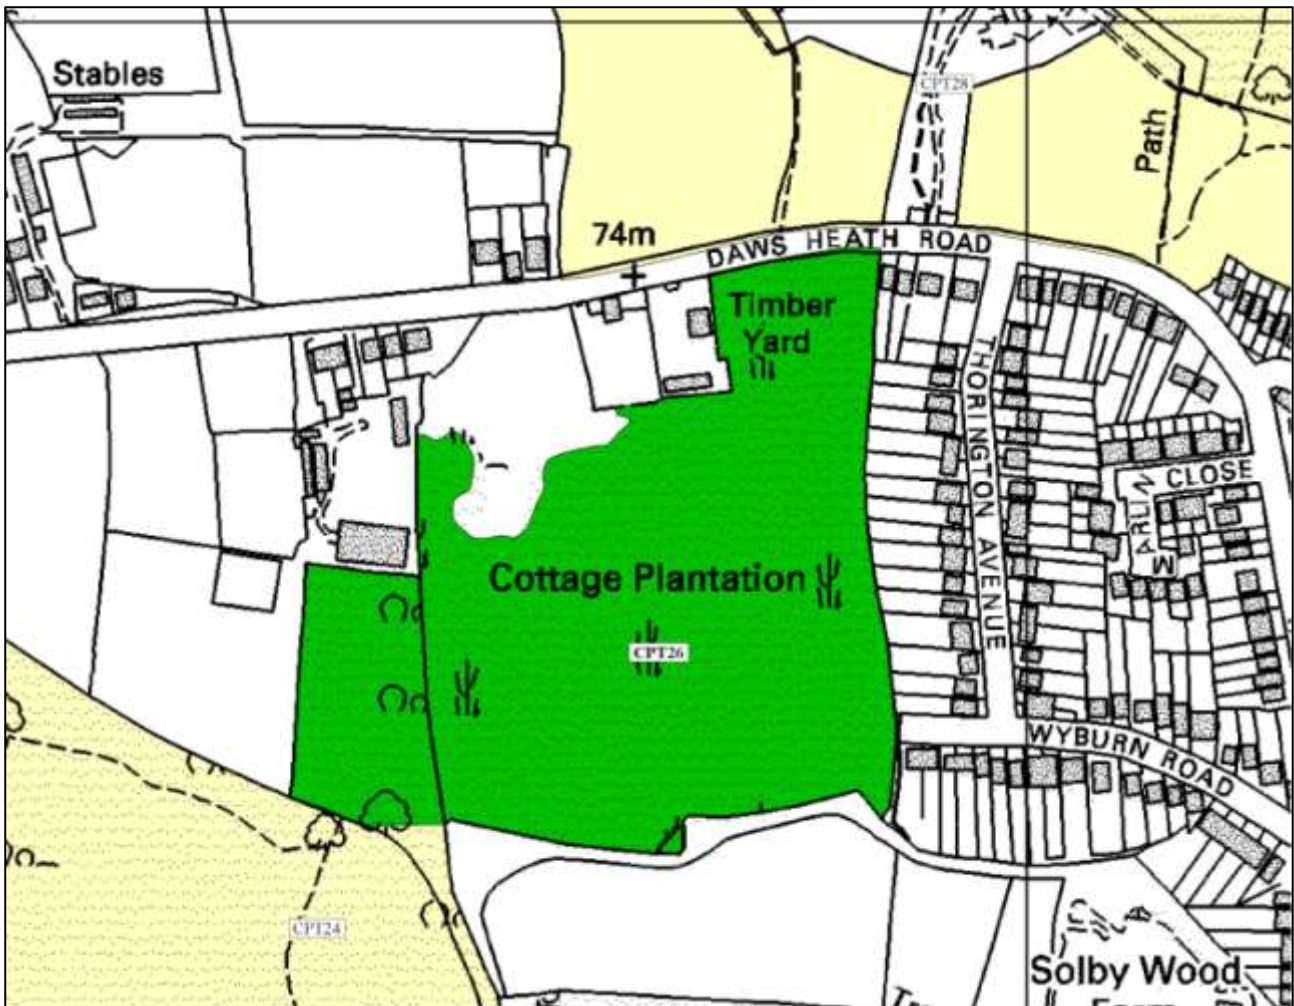 Stables
CPT28
Path
74m
DAWS HEATH ROAD
Timber
Yard
THORINGTON AVENUE
CLOSE
MARLIN
Cottage Plantation
CPT26
WYBURN ROAD
CPT24
Solby Wood